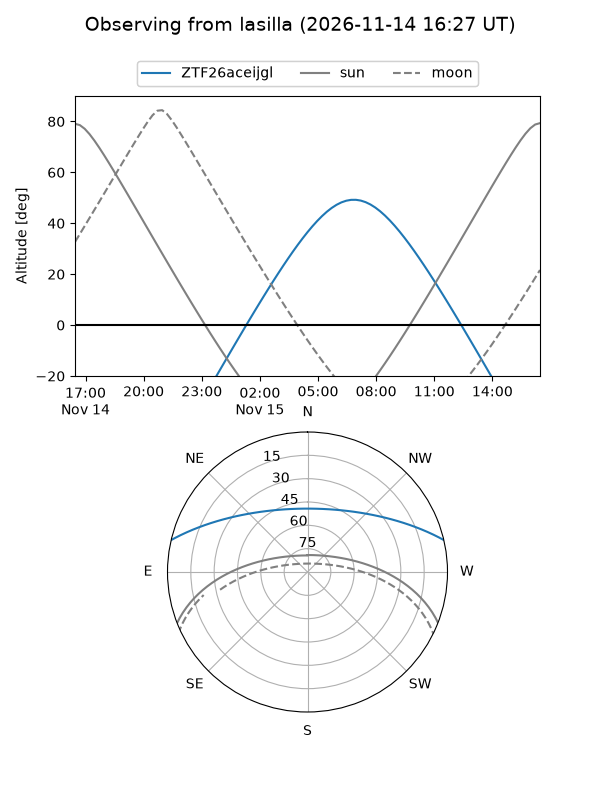 Observing from lasilla (2026-11-14 16:27 UT)
ZTF26aceijgl
sun
moon
Altitude [deg]
80
60
40
20
0
−20
17:00
Nov 14
20:00
23:00
02:00
Nov 15
05:00
08:00
11:00
14:00
N
NE
NW
15
30
45
60
75
E
W
SE
SW
S